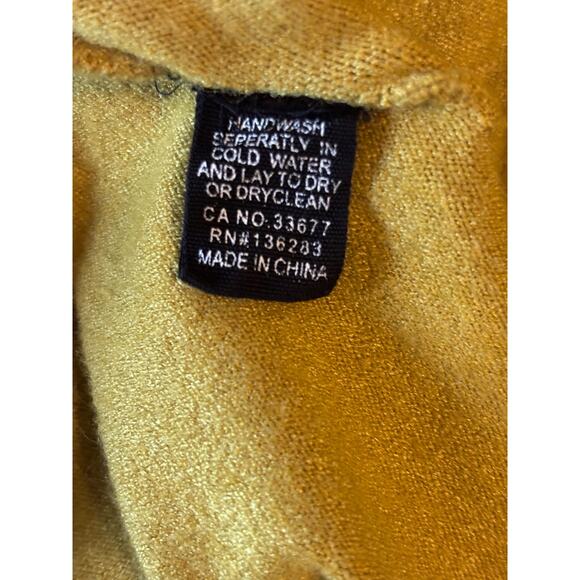 HANDWASH
SEPERATLY IN
COLD WATER
AND LAY TO DRY
OR DRYCLEAN
CA NO.33677
RN#136283
MADE IN CHINA